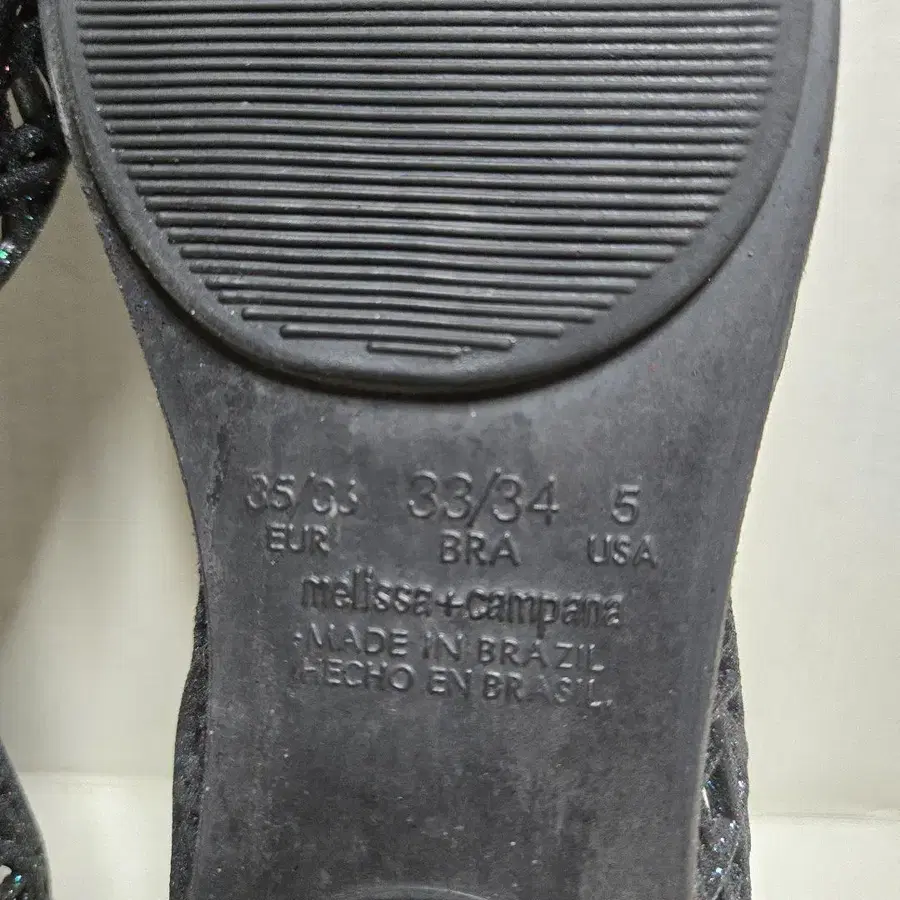 35/36 33/34 5
EUR BRA USA
melissa+campana
MADE IN BRAZIL
HECHO EN BRASIL.